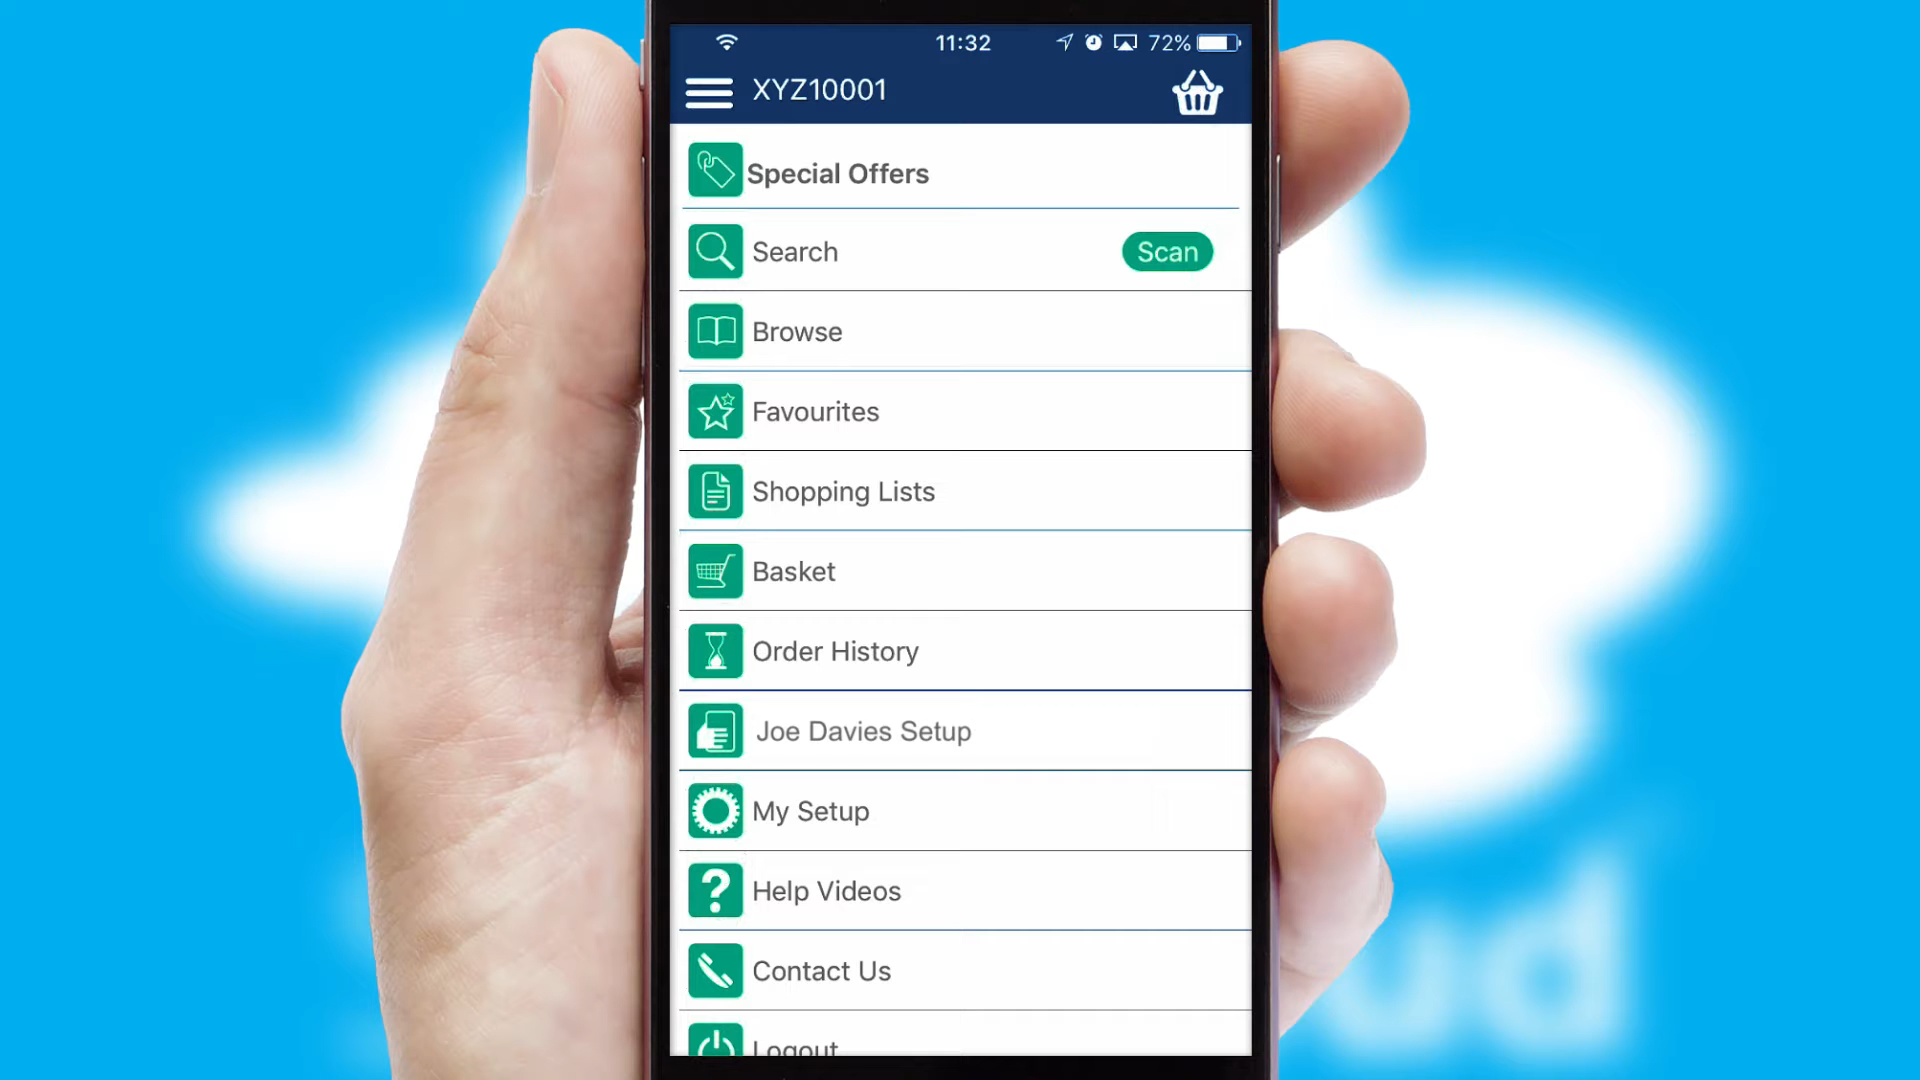 11:32
72%
XYZ10001
Special Offers
Search
Scan
Browse
Favourites
Shopping Lists
Basket
Order History
Joe Davies Setup
My Setup
Help Videos
Contact Us
Logout